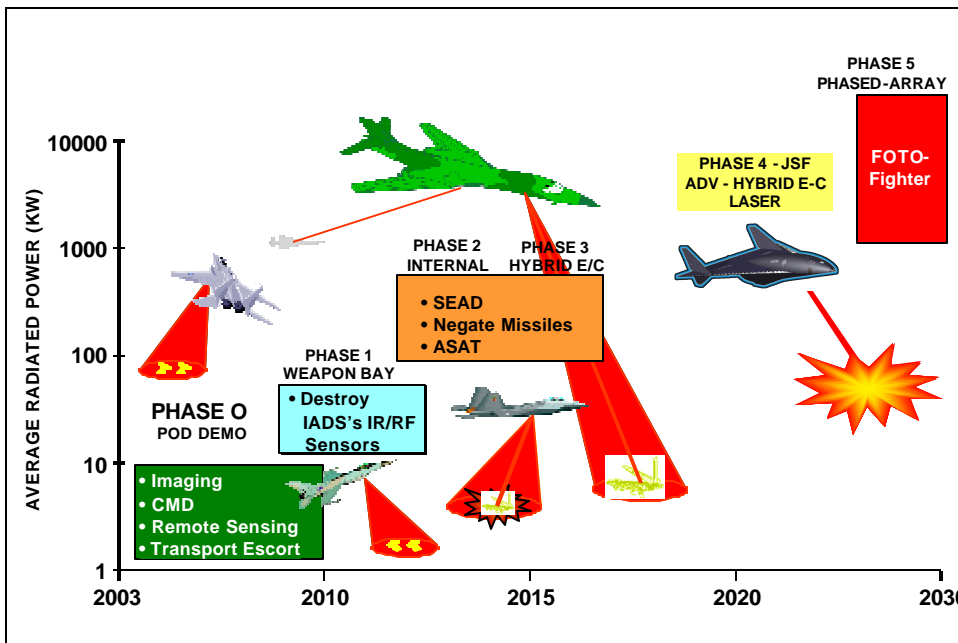 PHASE 5
PHASED-ARRAY
FOTO-
Fighter
PHASE 4 - JSF
ADV - HYBRID E-C
LASER
PHASE 2
INTERNAL
PHASE 3
HYBRID E/C
• SEAD
• Negate Missiles
• ASAT
PHASE 1
WEAPON BAY
• Destroy
IADS's IR/RF
Sensors
PHASE O
POD DEMO
• Imaging
• CMD
• Remote Sensing
• Transport Escort
AVERAGE RADIATED POWER (KW)
10000
1000
100
10
1
2003
2010
2015
2020
2030